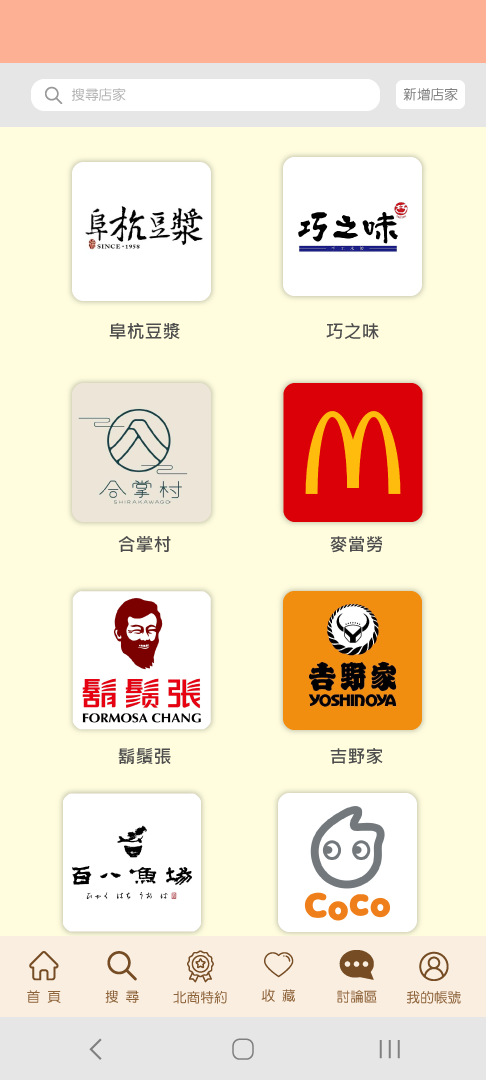 搜尋店家
新增店家
阜杭豆漿
SINCE・1958
巧之味
阜杭豆漿
巧之味
合掌村
SHIRAKAWAGO
合掌村
麥當勞
鬍鬚張
FORMOSA CHANG
吉野家
YOSHINOYA
鬍鬚張
吉野家
百八魚場
ひゃく はち うお ば
CoCo
首頁
搜尋
北商特約
收藏
討論區
我的帳號